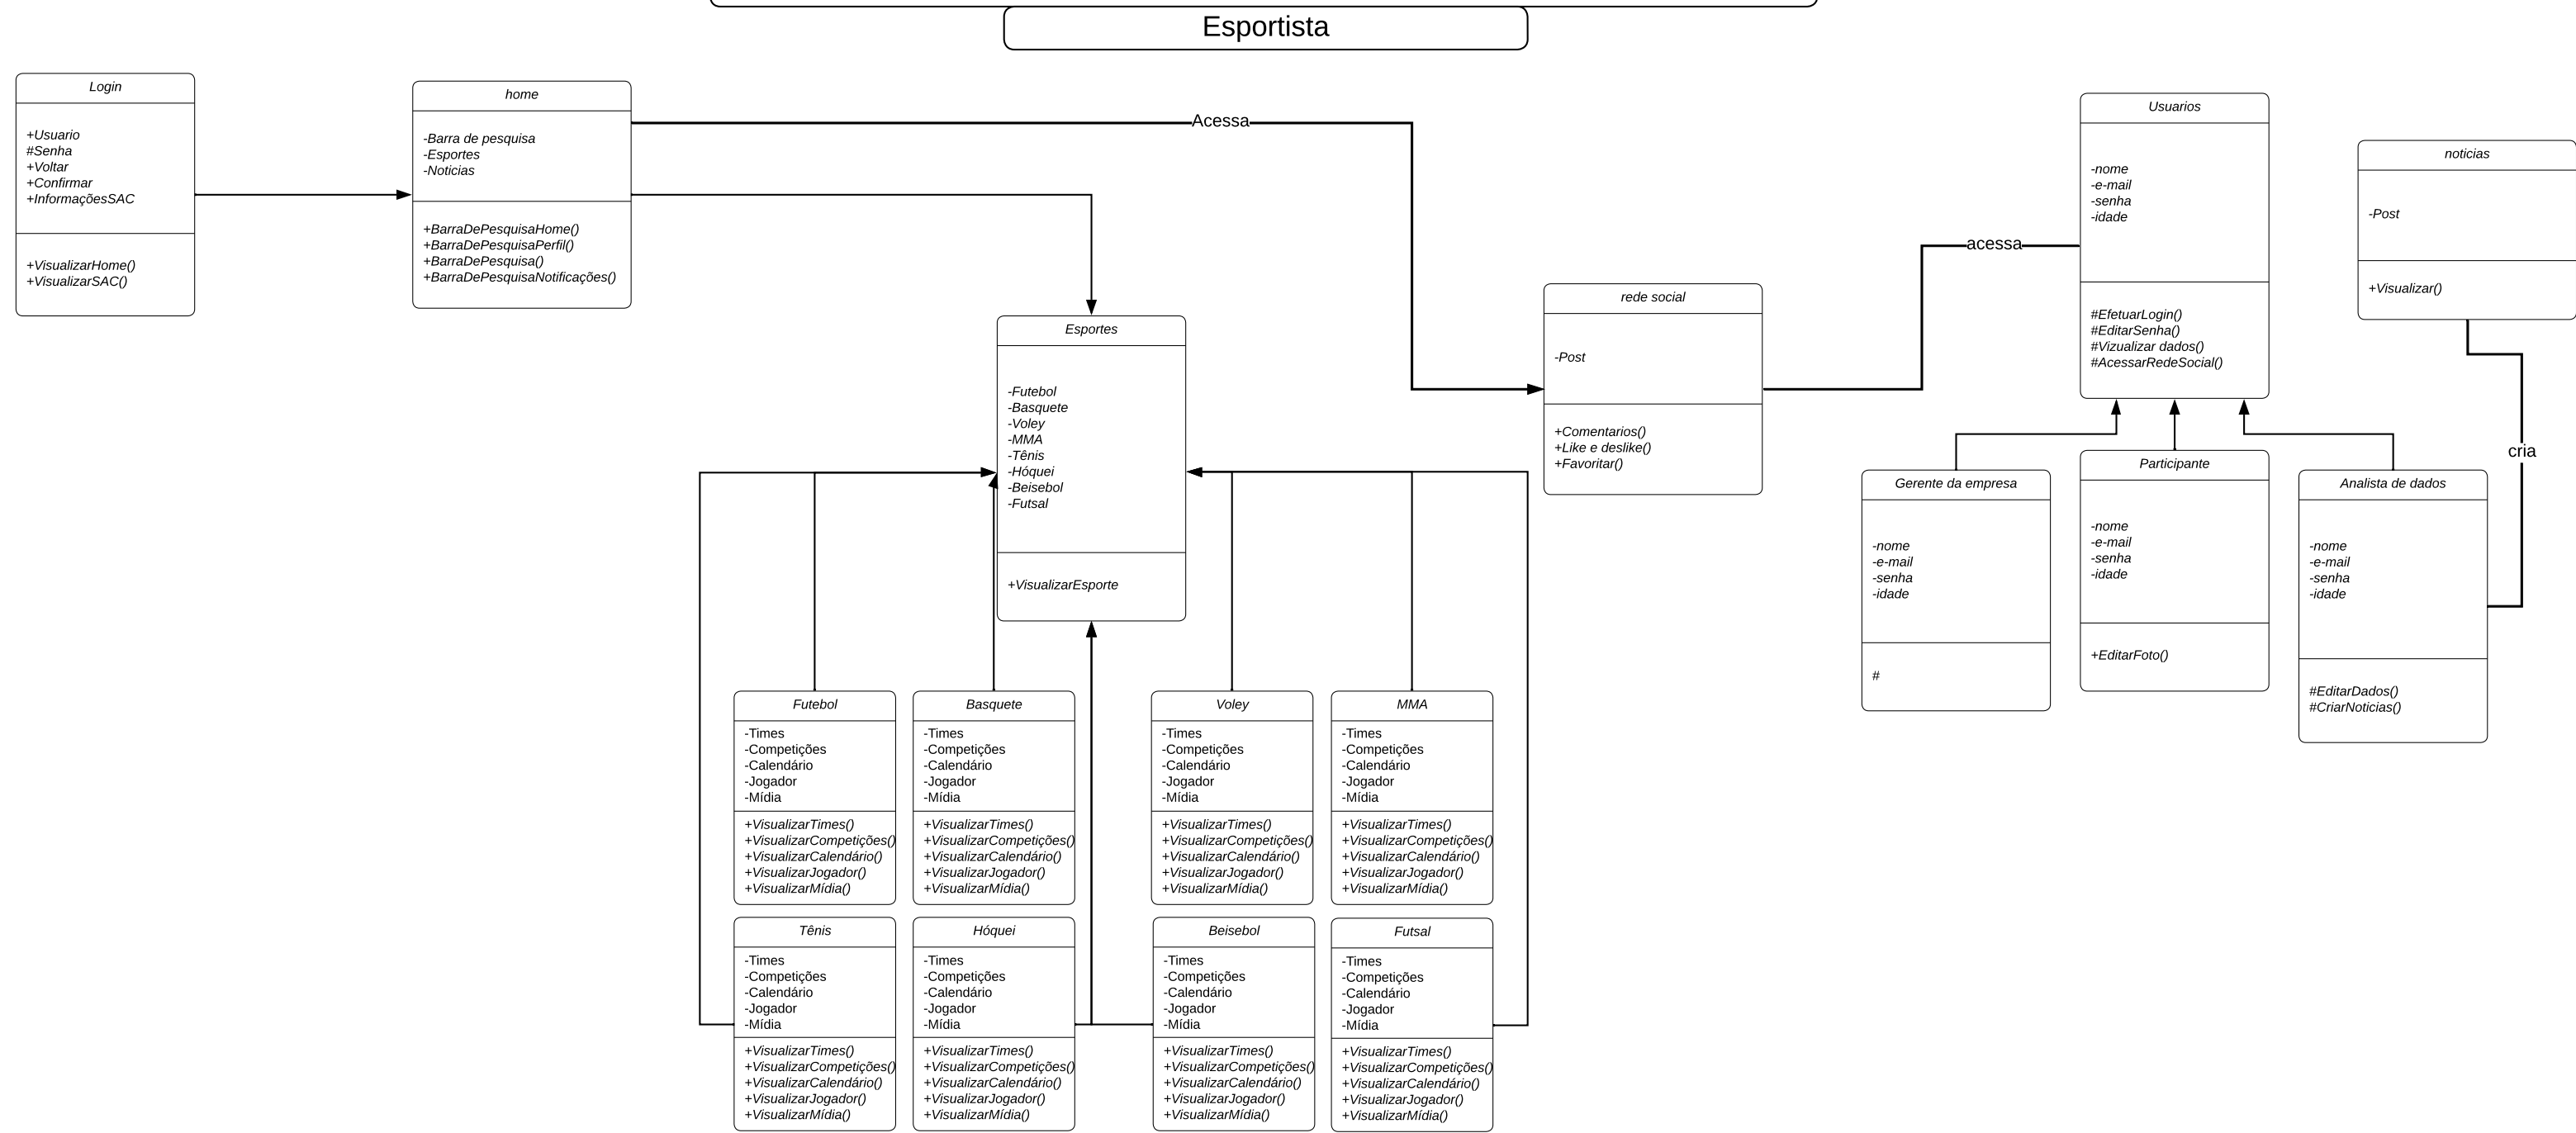 Esportista
Login
+Usuario
#Senha
+Voltar
+Confirmar
+InformaçõesSAC
+VisualizarHome()
+VisualizarSAC()
home
-Barra de pesquisa
-Esportes
-Noticias
+BarraDePesquisaHome()
+BarraDePesquisaPerfil()
+BarraDePesquisa()
+BarraDePesquisaNotificações()
Acessa
Esportes
-Futebol
-Basquete
-Voley
-MMA
-Tênis
-Hóquei
-Beisebol
-Futsal
+VisualizarEsporte
rede social
-Post
+Comentarios()
+Like e deslike()
+Favoritar()
acessa
Usuarios
-nome
-e-mail
-senha
-idade
#EfetuarLogin()
#EditarSenha()
#Vizualizar dados()
#AcessarRedeSocial()
noticias
-Post
+Visualizar()
cria
Gerente da empresa
-nome
-e-mail
-senha
-idade
#
Participante
-nome
-e-mail
-senha
-idade
+EditarFoto()
Analista de dados
-nome
-e-mail
-senha
-idade
#EditarDados()
#CriarNoticias()
Futebol
-Times
-Competições
-Calendário
-Jogador
-Mídia
+VisualizarTimes()
+VisualizarCompetições()
+VisualizarCalendário()
+VisualizarJogador()
+VisualizarMídia()
Basquete
-Times
-Competições
-Calendário
-Jogador
-Mídia
+VisualizarTimes()
+VisualizarCompetições()
+VisualizarCalendário()
+VisualizarJogador()
+VisualizarMídia()
Voley
-Times
-Competições
-Calendário
-Jogador
-Mídia
+VisualizarTimes()
+VisualizarCompetições()
+VisualizarCalendário()
+VisualizarJogador()
+VisualizarMídia()
MMA
-Times
-Competições
-Calendário
-Jogador
-Mídia
+VisualizarTimes()
+VisualizarCompetições()
+VisualizarCalendário()
+VisualizarJogador()
+VisualizarMídia()
Tênis
-Times
-Competições
-Calendário
-Jogador
-Mídia
+VisualizarTimes()
+VisualizarCompetições()
+VisualizarCalendário()
+VisualizarJogador()
+VisualizarMídia()
Hóquei
-Times
-Competições
-Calendário
-Jogador
-Mídia
+VisualizarTimes()
+VisualizarCompetições()
+VisualizarCalendário()
+VisualizarJogador()
+VisualizarMídia()
Beisebol
-Times
-Competições
-Calendário
-Jogador
-Mídia
+VisualizarTimes()
+VisualizarCompetições()
+VisualizarCalendário()
+VisualizarJogador()
+VisualizarMídia()
Futsal
-Times
-Competições
-Calendário
-Jogador
-Mídia
+VisualizarTimes()
+VisualizarCompetições()
+VisualizarCalendário()
+VisualizarJogador()
+VisualizarMídia()